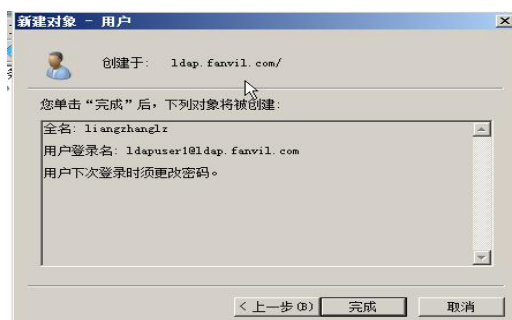 新建对象 - 用户
创建于: ldap.fanvil.com/
您单击“完成”后，下列对象将被创建:
全名: liangzhanglz
用户登录名: ldapuser1@ldap.fanvil.com
用户下次登录时须更改密码。
< 上一步(B)
完成
取消